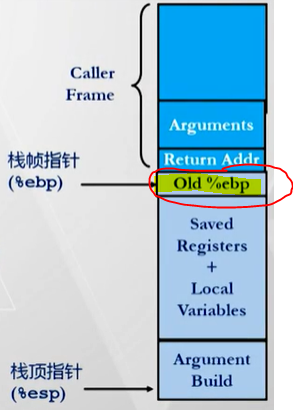 Caller
Frame
Arguments
Return Addr
栈帧指针
(%ebp)
Old %ebp
Saved
Registers
+
Local
Variables
栈顶指针
(%esp)
Argument
Build